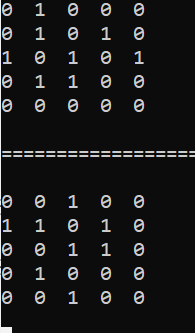 0 1 0 0 0
0 1 0 1 0
1 0 1 0 1
0 1 1 0 0
0 0 0 0 0
==================
0 0 1 0 0
1 1 0 1 0
0 0 1 1 0
0 1 0 0 0
0 0 1 0 0